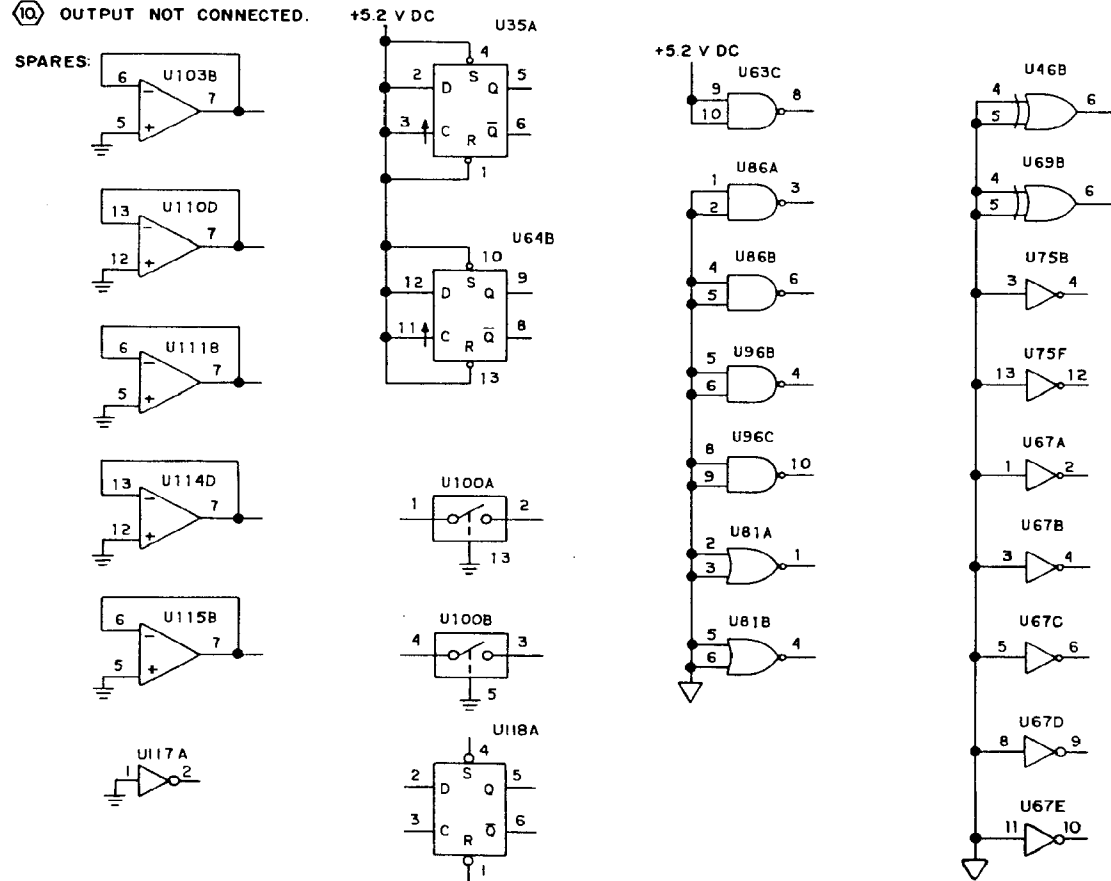 10 OUTPUT NOT CONNECTED.
SPARES:
U103B
6
7
−
5
+
U110D
13
7
−
12
+
U111B
6
7
−
5
+
U114D
13
7
−
12
+
U115B
6
7
−
5
+
U117A
1
2
+5.2 V DC
U35A
4
2 D S Q 5
3 C R Q̅ 6
1
U64B
10
12 D S Q 9
11 C R Q̅ 8
13
U100A
1 2
13
U100B
4 3
5
U118A
4
2 D S Q 5
3 C R Q̅ 6
1
+5.2 V DC
U63C
9 8
10
U86A
1 3
2
U86B
4 6
5
U96B
5 4
6
U96C
8 10
9
U81A
2 1
3
U81B
5 4
6
U46B
4 6
5
U69B
4 6
5
U75B
3 4
U75F
13 12
U67A
1 2
U67B
3 4
U67C
5 6
U67D
8 9
U67E
11 10